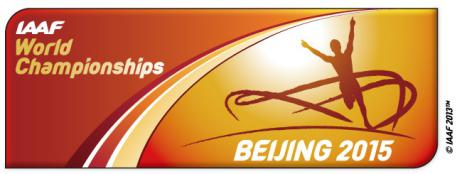 IAAF
World
Championships
BEIJING 2015
© IAAF 2013™